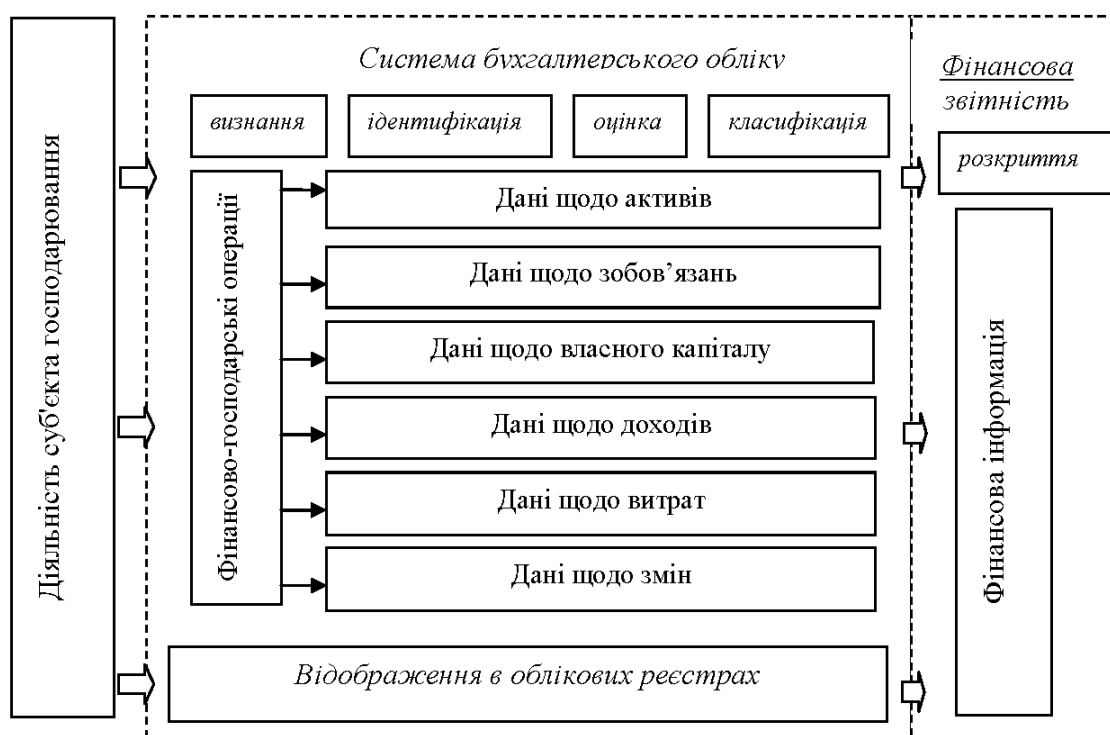 Діяльність суб'єкта господарювання
Система бухгалтерського обліку
визнання
ідентифікація
оцінка
класифікація
Фінансово-господарські операції
Дані щодо активів
Дані щодо зобов’язань
Дані щодо власного капіталу
Дані щодо доходів
Дані щодо витрат
Дані щодо змін
Відображення в облікових реєстрах
Фінансова
звітність
розкриття
Фінансова інформація